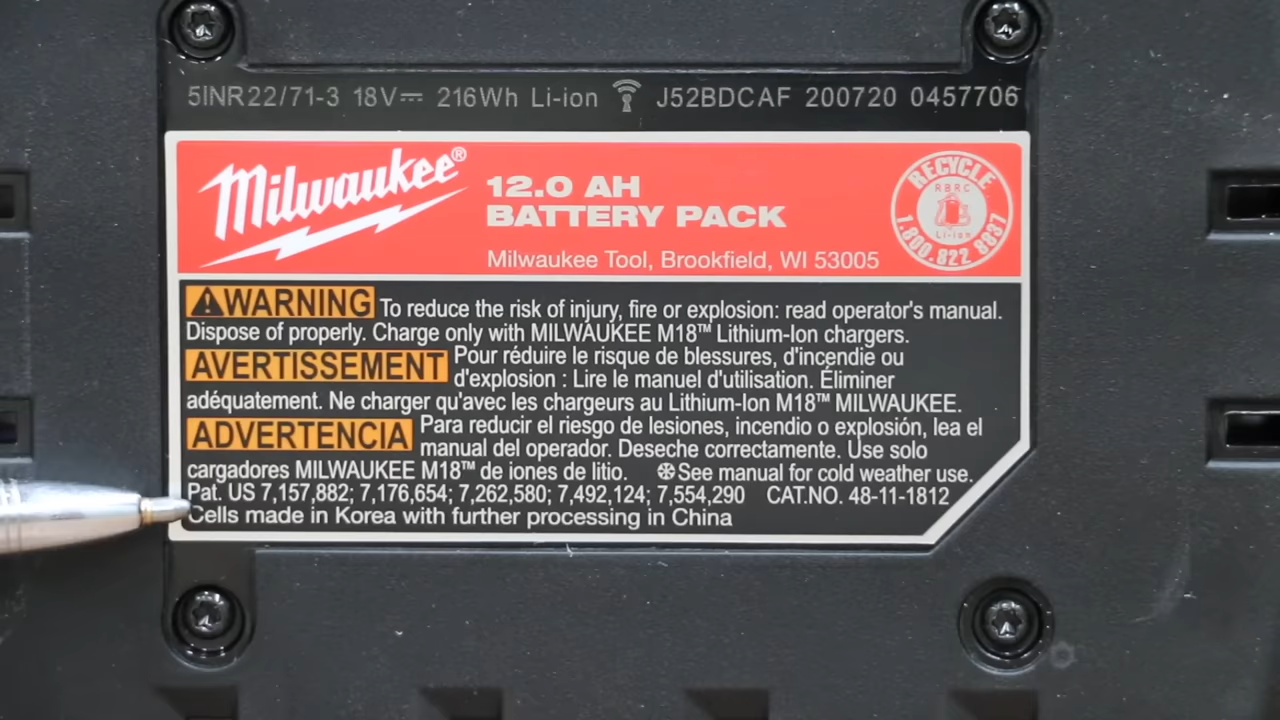 5INR22/71-3 18V⎓ 216Wh Li-ion J52BDCAF 200720 0457706
Milwaukee®
12.0 AH
BATTERY PACK
Milwaukee Tool, Brookfield, WI 53005
RECYCLE
RBRC
Li-ion
1.800.822.8837
⚠WARNING To reduce the risk of injury, fire or explosion: read operator's manual.
Dispose of properly. Charge only with MILWAUKEE M18™ Lithium-Ion chargers.
AVERTISSEMENT Pour réduire le risque de blessures, d'incendie ou
d'explosion : Lire le manuel d'utilisation. Éliminer
adéquatement. Ne charger qu'avec les chargeurs au Lithium-Ion M18™ MILWAUKEE.
ADVERTENCIA Para reducir el riesgo de lesiones, incendio o explosión, lea el
manual del operador. Deseche correctamente. Use solo
cargadores MILWAUKEE M18™ de iones de litio. ❄See manual for cold weather use.
Pat. US 7,157,882; 7,176,654; 7,262,580; 7,492,124; 7,554,290 CAT.NO. 48-11-1812
Cells made in Korea with further processing in China